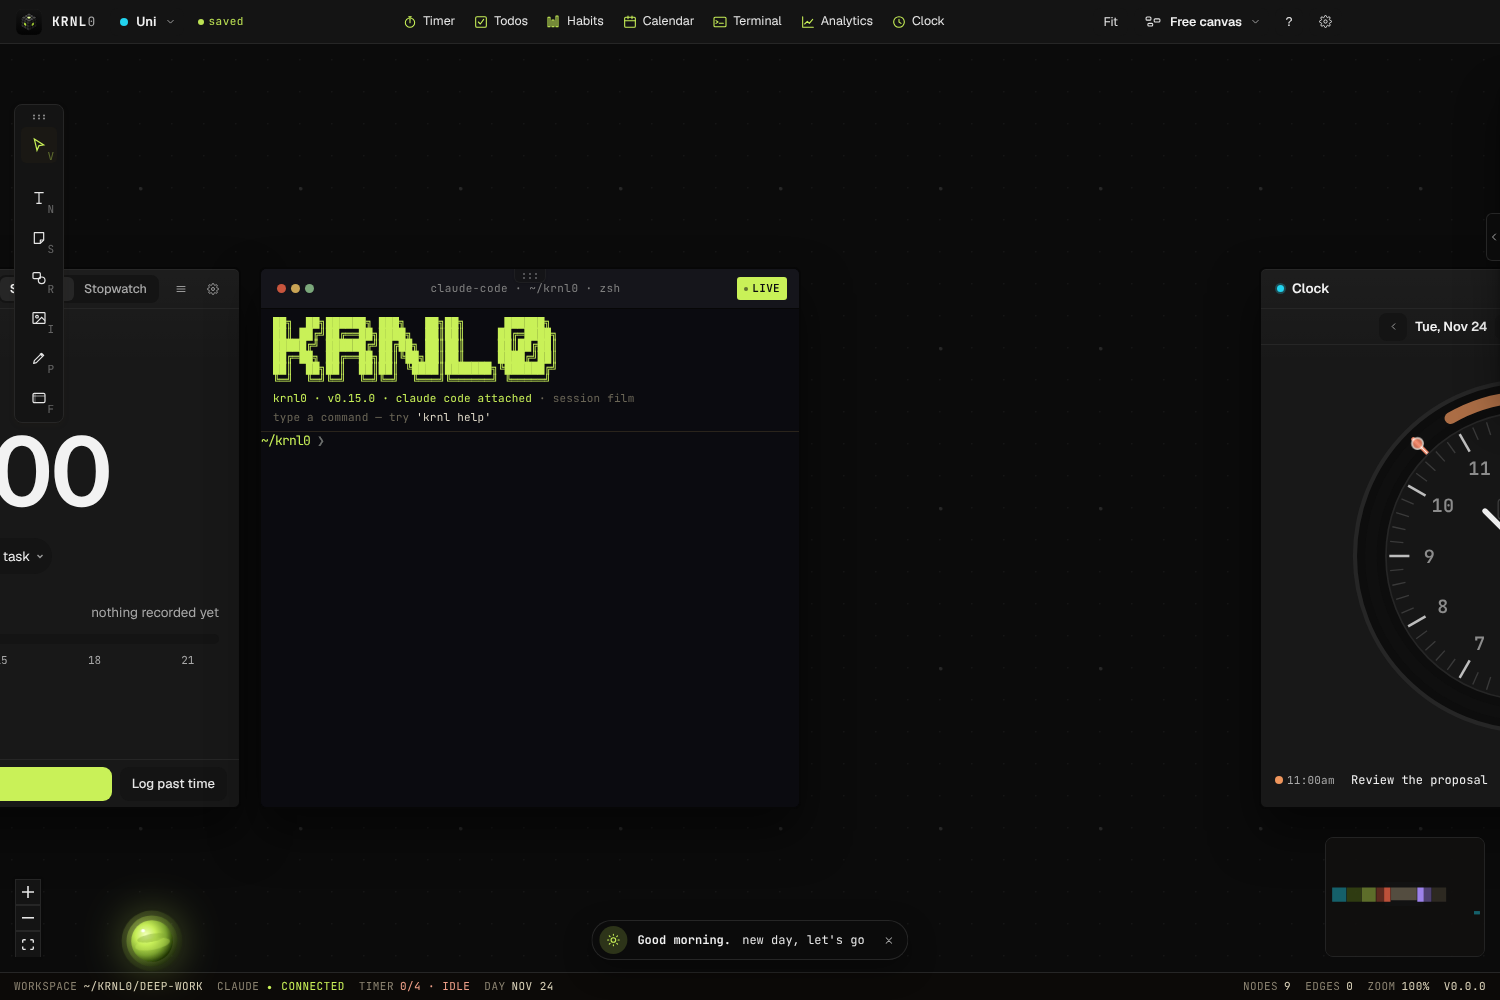 KRNL0
Uni
saved
Timer
Todos
Habits
Calendar
Terminal
Analytics
Clock
Fit
Free canvas
?
V
N
S
R
I
P
F
Stopwatch
00
task
nothing recorded yet
18
21
Log past time
claude-code · ~/krnl0 · zsh
LIVE
KRNL 0
krnl0 · v0.15.0 · claude code attached · session film
type a command — try 'krnl help'
~/krnl0 ❯
Clock
Tue, Nov 24
11
10
9
8
7
11:00am Review the proposal
Good morning. new day, let's go
WORKSPACE ~/KRNL0/DEEP-WORK CLAUDE • CONNECTED TIMER 0/4 · IDLE DAY NOV 24
NODES 9 EDGES 0 ZOOM 100% V0.0.0